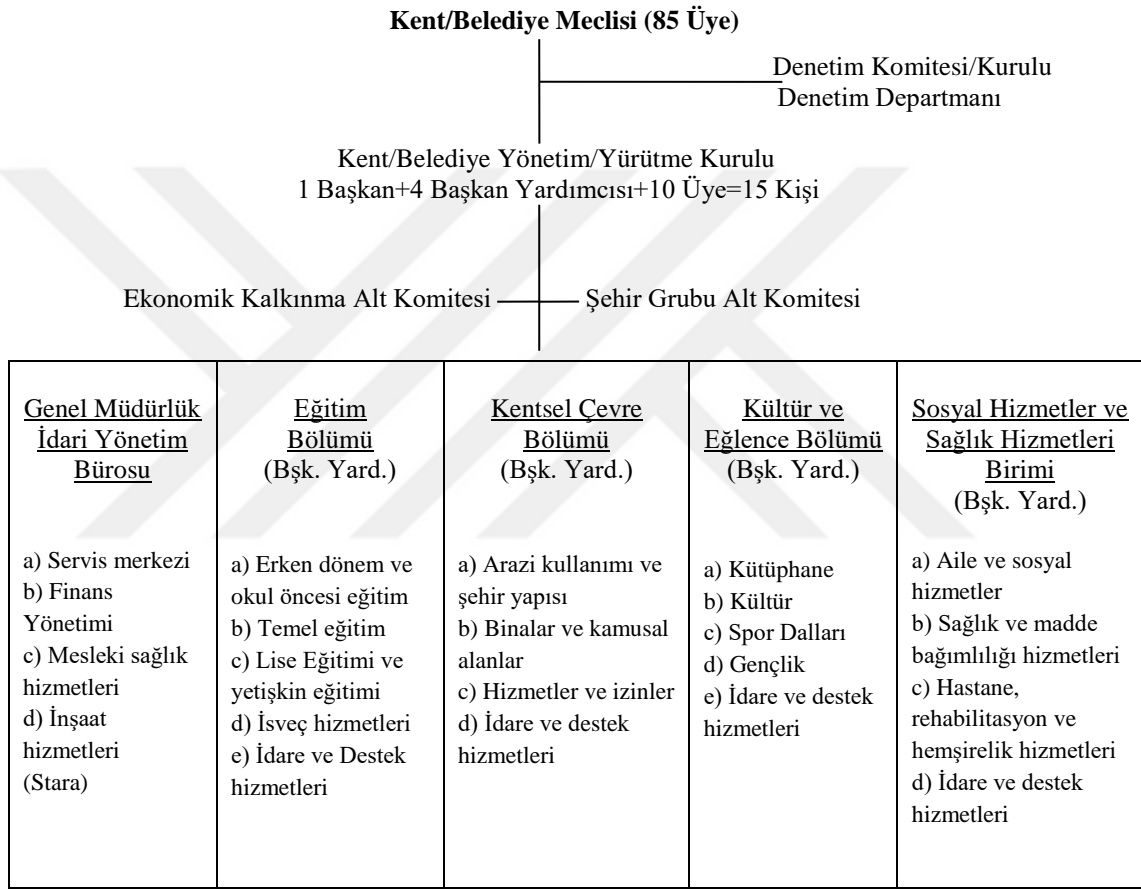 Kent/Belediye Meclisi (85 Üye)
Denetim Komitesi/Kurulu
Denetim Departmanı
Kent/Belediye Yönetim/Yürütme Kurulu
1 Başkan+4 Başkan Yardımcısı+10 Üye=15 Kişi
Ekonomik Kalkınma Alt Komitesi
Şehir Grubu Alt Komitesi
Genel Müdürlük
İdari Yönetim
Bürosu
a) Servis merkezi
b) Finans
Yönetimi
c) Mesleki sağlık
hizmetleri
d) İnşaat
hizmetleri
(Stara)
Eğitim
Bölümü
(Bşk. Yard.)
a) Erken dönem ve
okul öncesi eğitim
b) Temel eğitim
c) Lise Eğitimi ve
yetişkin eğitimi
d) İsveç hizmetleri
e) İdare ve Destek
hizmetleri
Kentsel Çevre
Bölümü
(Bşk. Yard.)
a) Arazi kullanımı ve
şehir yapısı
b) Binalar ve kamusal
alanlar
c) Hizmetler ve izinler
d) İdare ve destek
hizmetleri
Kültür ve
Eğlence Bölümü
(Bşk. Yard.)
a) Kütüphane
b) Kültür
c) Spor Dalları
d) Gençlik
e) İdare ve destek
hizmetleri
Sosyal Hizmetler ve
Sağlık Hizmetleri
Birimi
(Bşk. Yard.)
a) Aile ve sosyal
hizmetler
b) Sağlık ve madde
bağımlılığı hizmetleri
c) Hastane,
rehabilitasyon ve
hemşirelik hizmetleri
d) İdare ve destek
hizmetleri